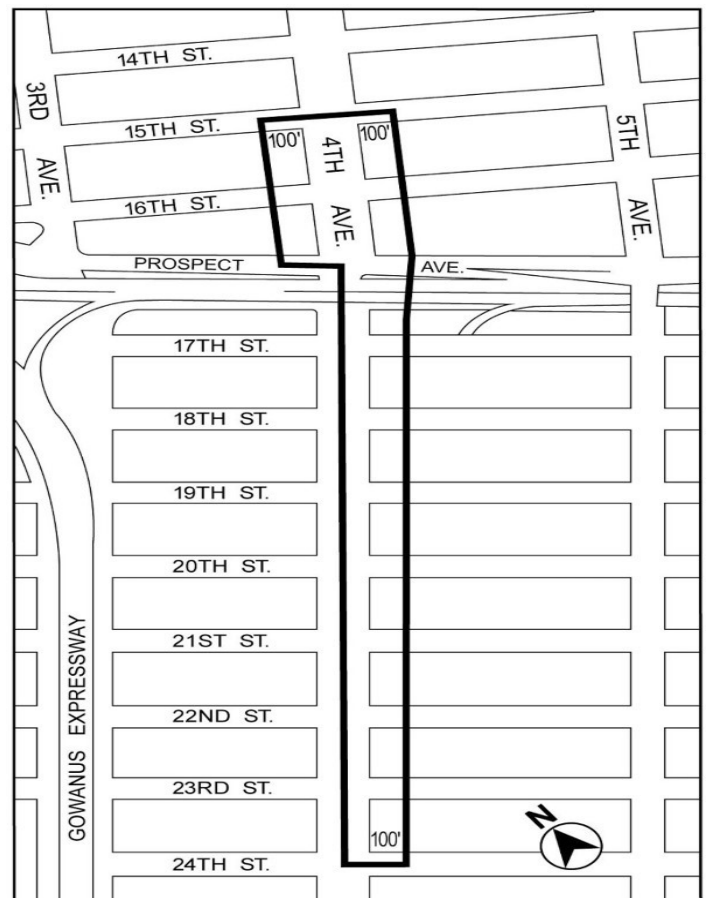 14TH ST.
3RD AVE.
15TH ST.
100'
4TH AVE.
100'
5TH AVE.
16TH ST.
PROSPECT AVE.
17TH ST.
18TH ST.
19TH ST.
20TH ST.
21ST ST.
GOWANUS EXPRESSWAY
22ND ST.
23RD ST.
N
100'
24TH ST.